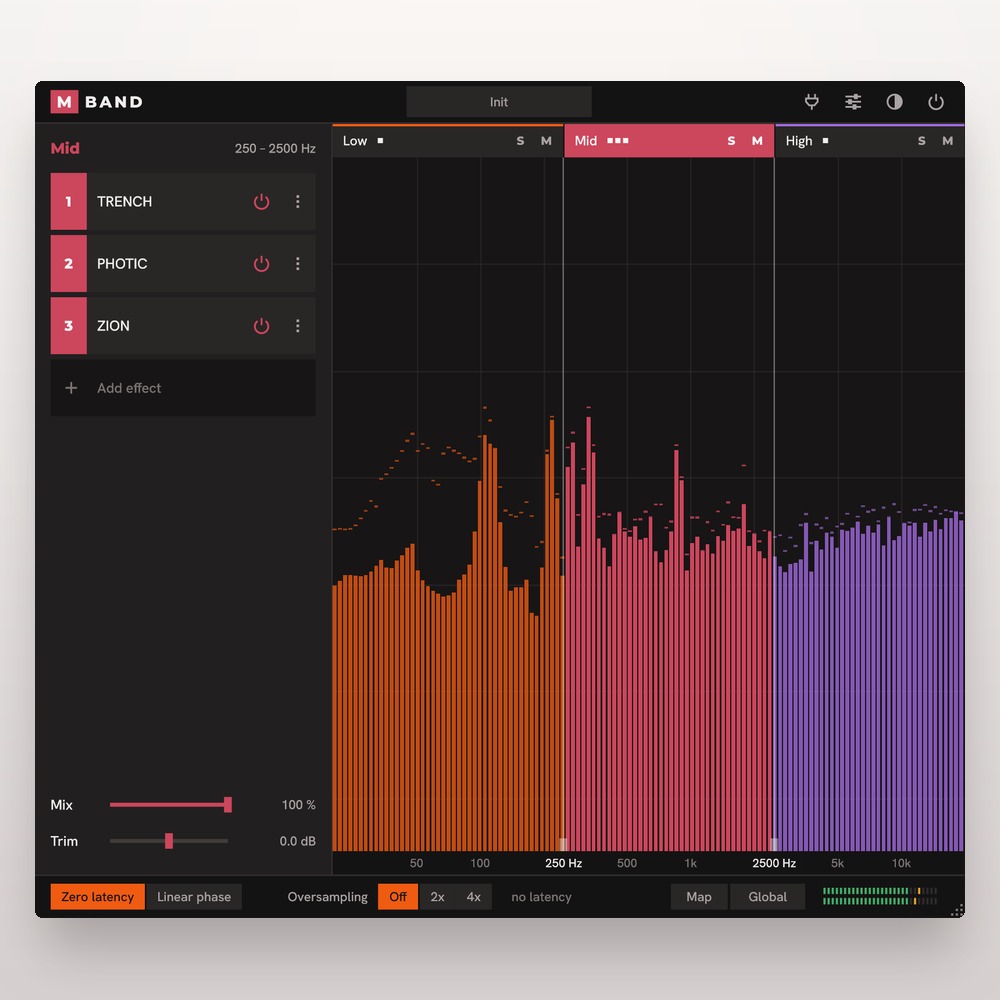 M BAND
Init
Mid
250 – 2500 Hz
1 TRENCH
2 PHOTIC
3 ZION
+ Add effect
Mix 100 %
Trim 0.0 dB
Low S M
Mid S M
High S M
50 100 250 Hz 500 1k 2500 Hz 5k 10k
Zero latency Linear phase Oversampling Off 2x 4x no latency Map Global